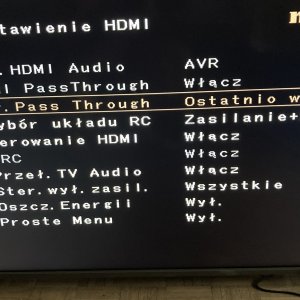 tawienie HDMI
m
. HDMI Audio AVR
I PassThrough Włącz
. Pass Through Ostatnio w
ybór układu RC Zasilanie+
erowanie HDMI Włącz
RC Włącz
Przeł. TV Audio Włącz
Ster. wył. zasil. Wszystkie
Oszcz. Energii Wył.
Proste Menu Wył.